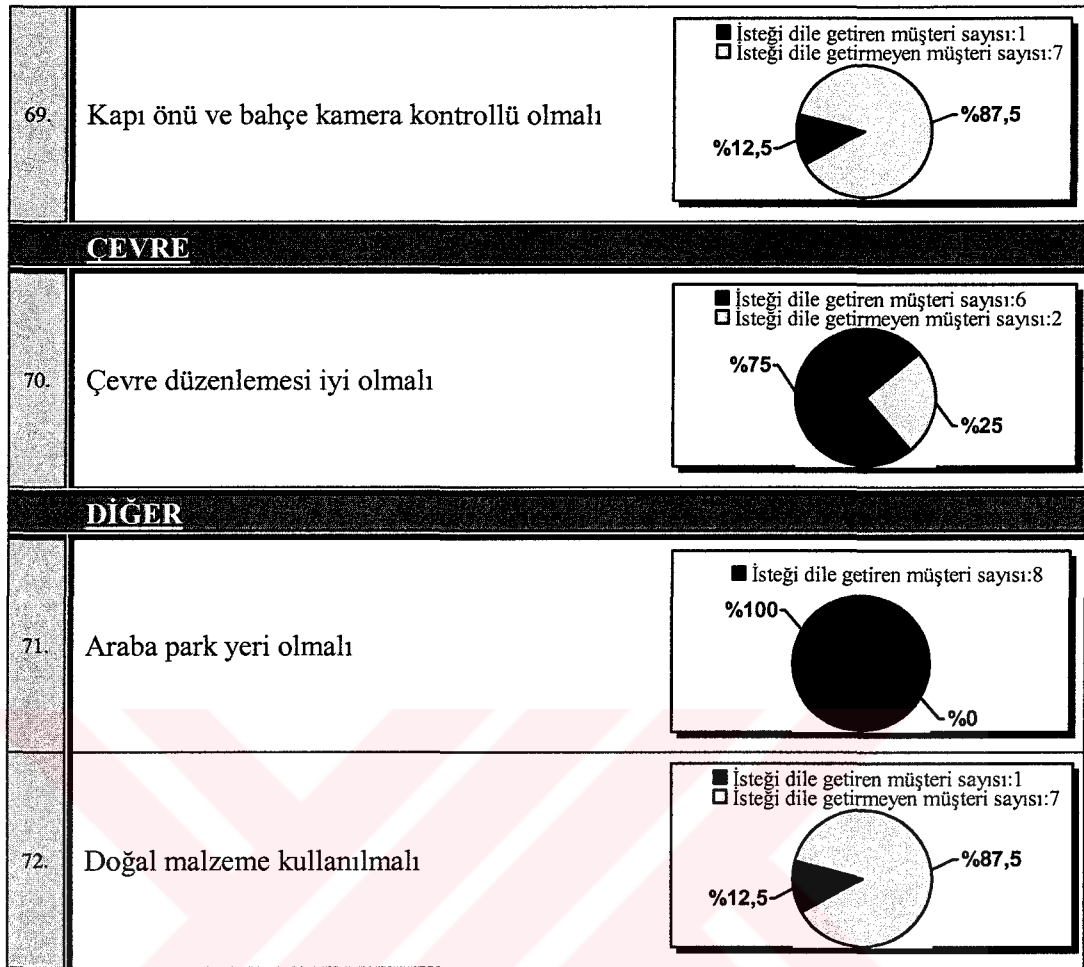 ■ İsteği dile getiren müşteri sayısı:1
□ İsteği dile getirmeyen müşteri sayısı:7
69. Kapı önü ve bahçe kamera kontrollü olmalı
%87,5
%12,5
ÇEVRE
■ İsteği dile getiren müşteri sayısı:6
□ İsteği dile getirmeyen müşteri sayısı:2
%75
70. Çevre düzenlemesi iyi olmalı
%25
DİĞER
■ İsteği dile getiren müşteri sayısı:8
%100
71. Araba park yeri olmalı
%0
■ İsteği dile getiren müşteri sayısı:1
□ İsteği dile getirmeyen müşteri sayısı:7
72. Doğal malzeme kullanılmalı
%87,5
%12,5